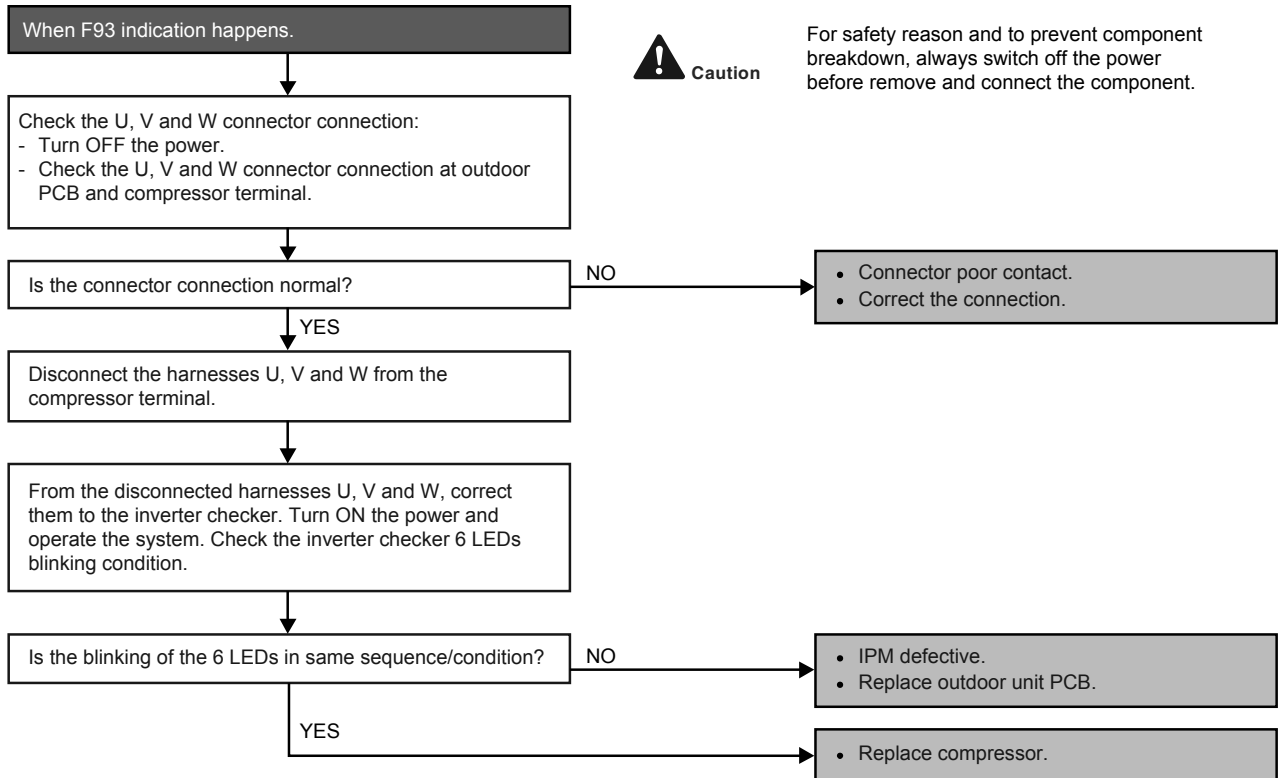 When F93 indication happens.
Caution
For safety reason and to prevent component
breakdown, always switch off the power
before remove and connect the component.
Check the U, V and W connector connection:
- Turn OFF the power.
- Check the U, V and W connector connection at outdoor
PCB and compressor terminal.
Is the connector connection normal?
NO
• Connector poor contact.
• Correct the connection.
YES
Disconnect the harnesses U, V and W from the
compressor terminal.
From the disconnected harnesses U, V and W, correct
them to the inverter checker. Turn ON the power and
operate the system. Check the inverter checker 6 LEDs
blinking condition.
Is the blinking of the 6 LEDs in same sequence/condition?
NO
• IPM defective.
• Replace outdoor unit PCB.
YES
• Replace compressor.